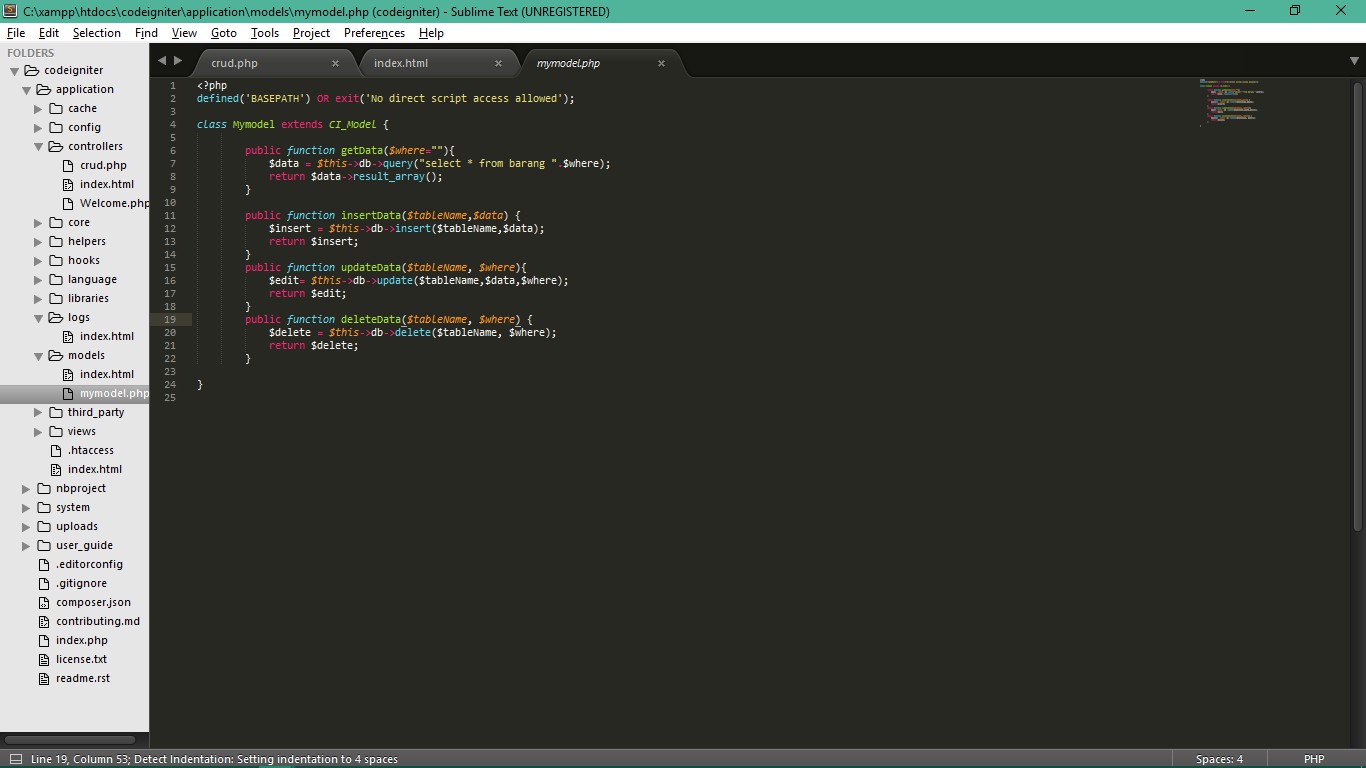 C:\xampp\htdocs\codeigniter\application\models\mymodel.php (codeigniter) - Sublime Text (UNREGISTERED)
File Edit Selection Find View Goto Tools Project Preferences Help
FOLDERS
codeigniter
application
cache
config
controllers
crud.php
index.html
Welcome.php
core
helpers
hooks
language
libraries
logs
index.html
models
index.html
mymodel.php
third_party
views
.htaccess
index.html
nbproject
system
uploads
user_guide
.editorconfig
.gitignore
composer.json
contributing.md
index.php
license.txt
readme.rst
crud.php × index.html × mymodel.php ×
1 <?php
2 defined('BASEPATH') OR exit('No direct script access allowed');
3
4 class Mymodel extends CI_Model {
5
6 public function getData($where=""){
7 $data = $this->db->query("select * from barang ".$where);
8 return $data->result_array();
9 }
10
11 public function insertData($tableName,$data) {
12 $insert = $this->db->insert($tableName,$data);
13 return $insert;
14 }
15 public function updateData($tableName, $where){
16 $edit= $this->db->update($tableName,$data,$where);
17 return $edit;
18 }
19 public function deleteData($tableName, $where) {
20 $delete = $this->db->delete($tableName, $where);
21 return $delete;
22 }
23
24 }
25
Line 19, Column 53; Detect Indentation: Setting indentation to 4 spaces
Spaces: 4
PHP